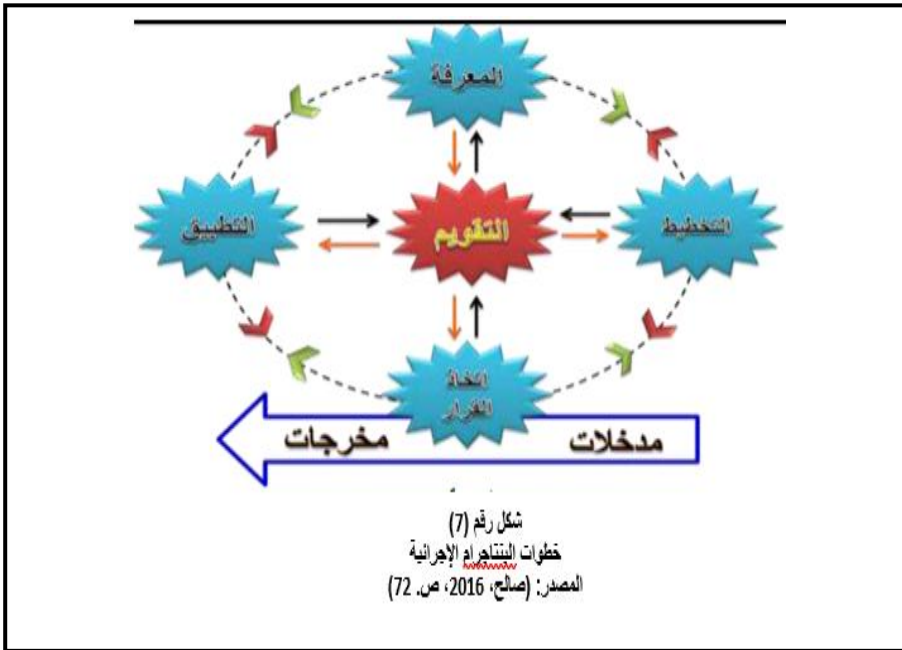 المعرفة
التخطيط
التقويم
التطبيق
اتخاذ
القرار
مدخلات
مخرجات
شكل رقم (7)
خطوات البنتاجرام الإجرائية
المصدر: (صالح، 2016، ص. 72)